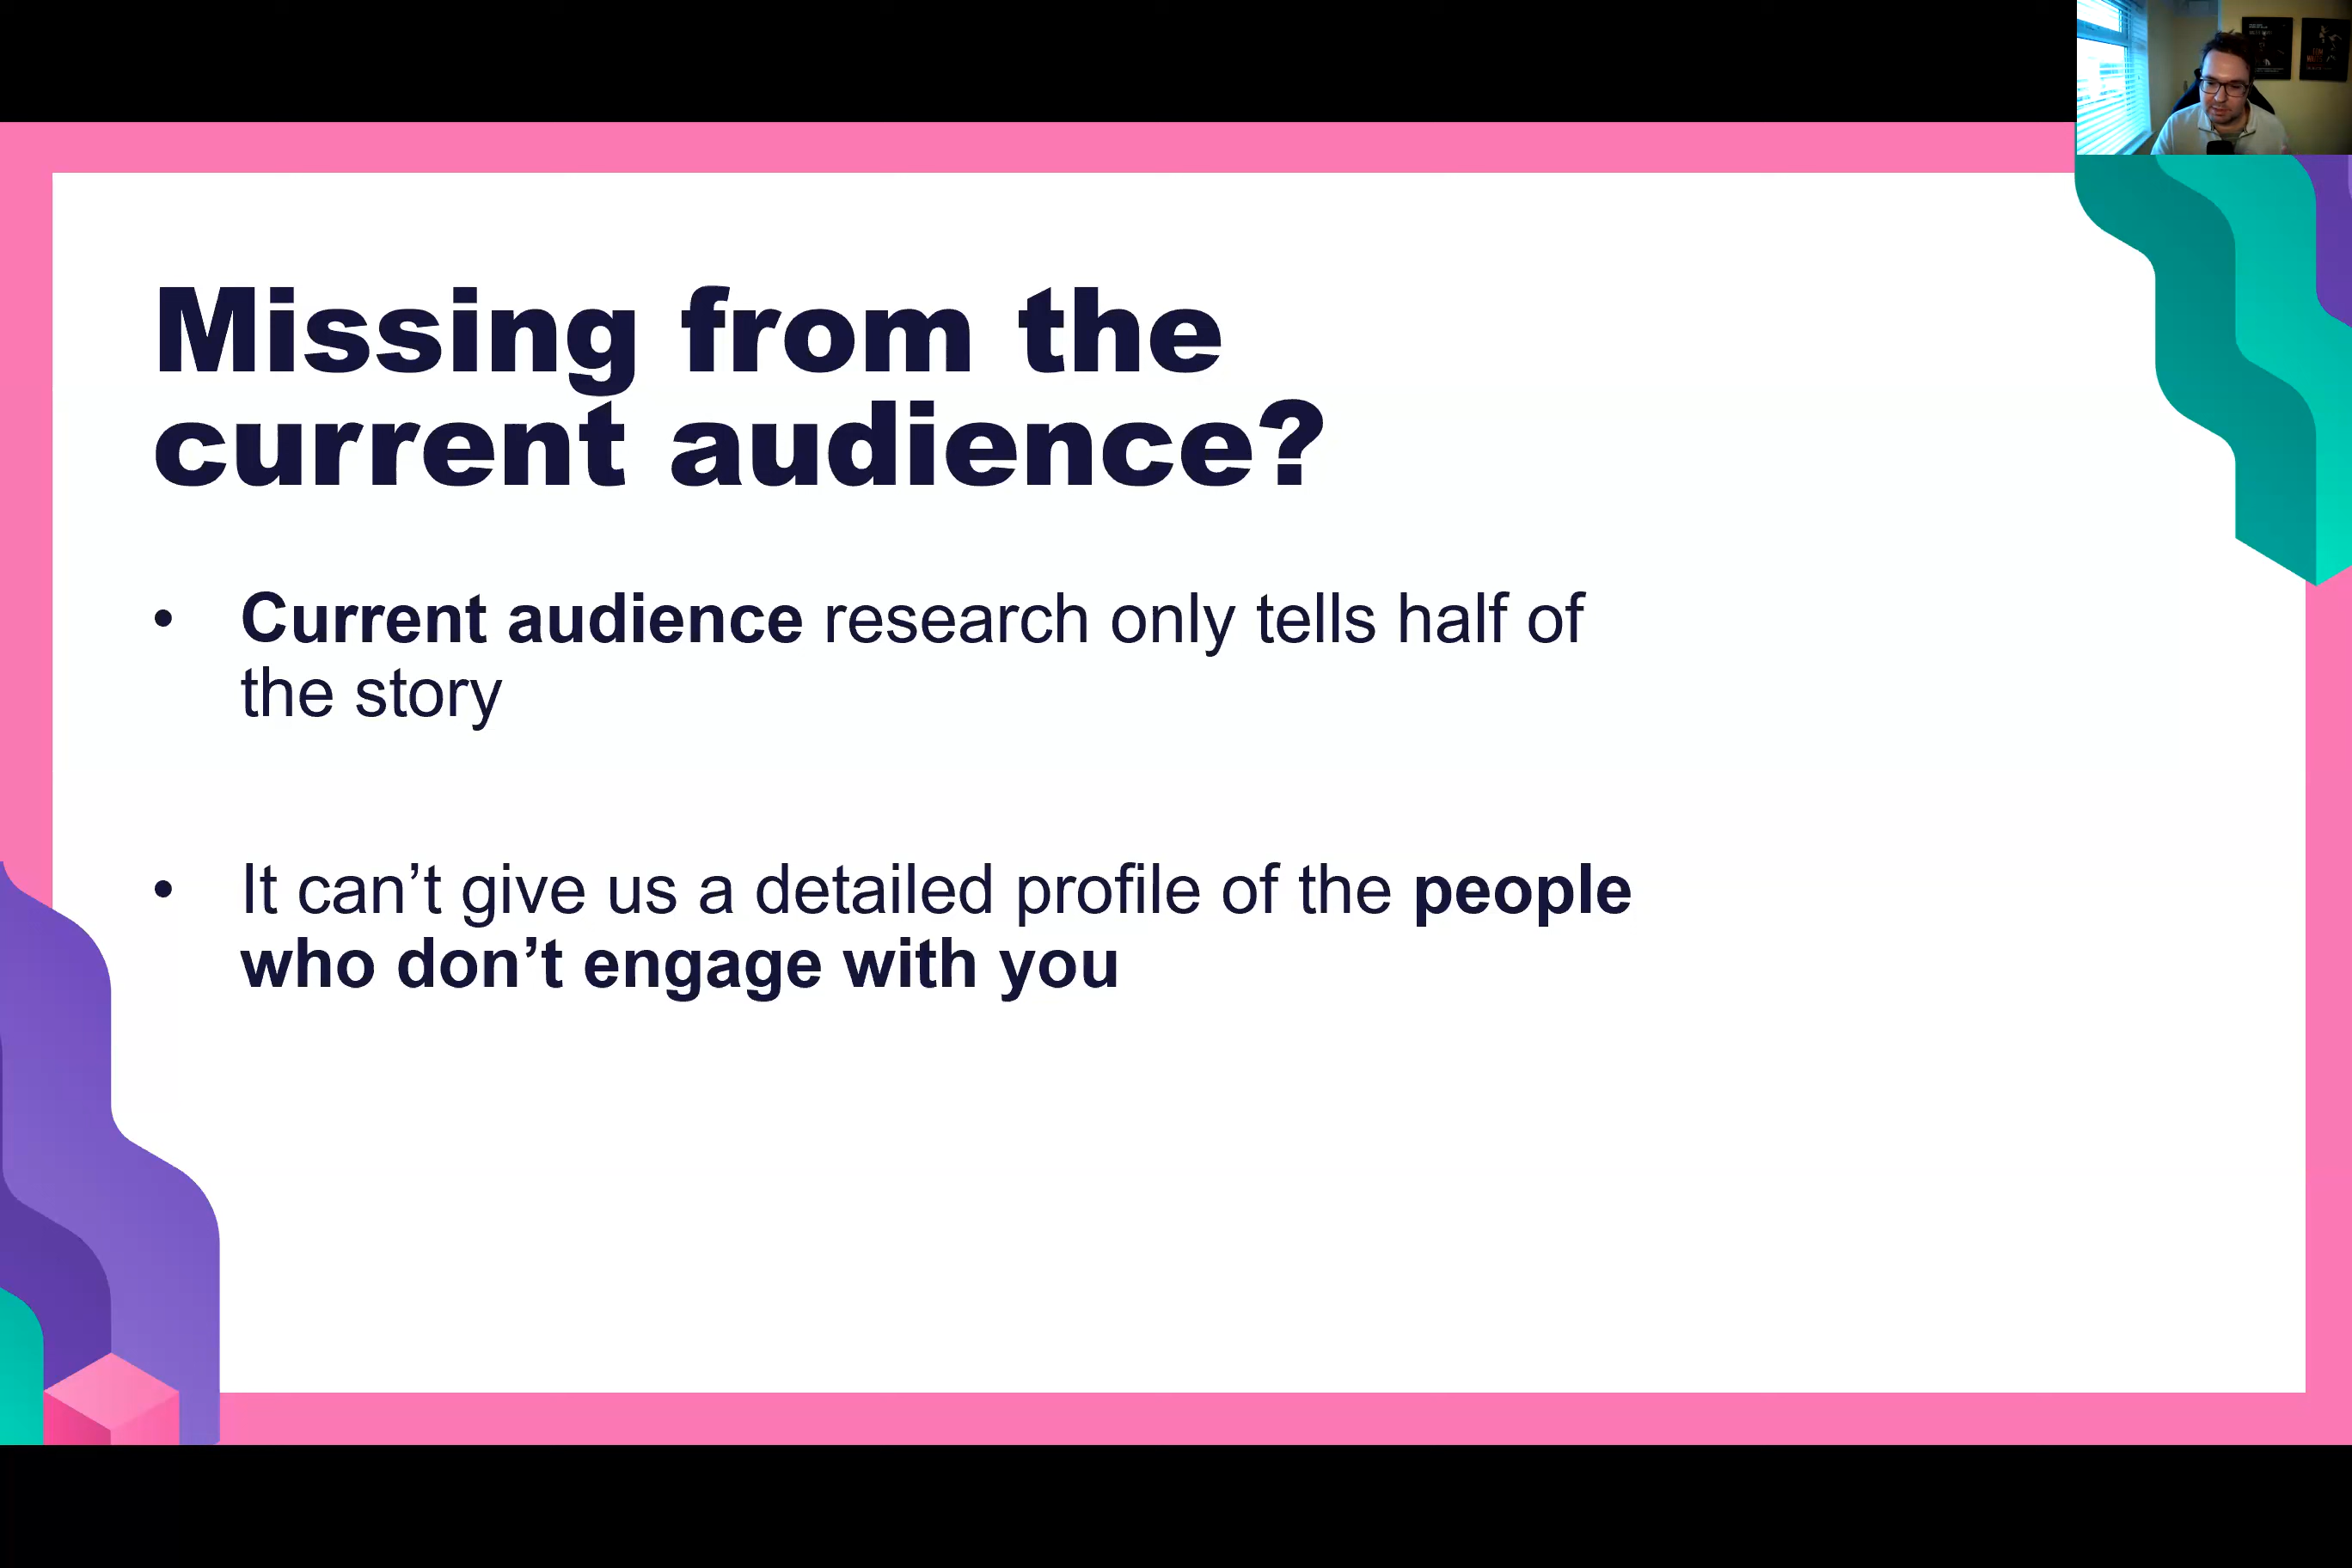 Missing from the
current audience?
• Current audience research only tells half of
the story
• It can’t give us a detailed profile of the people
who don’t engage with you